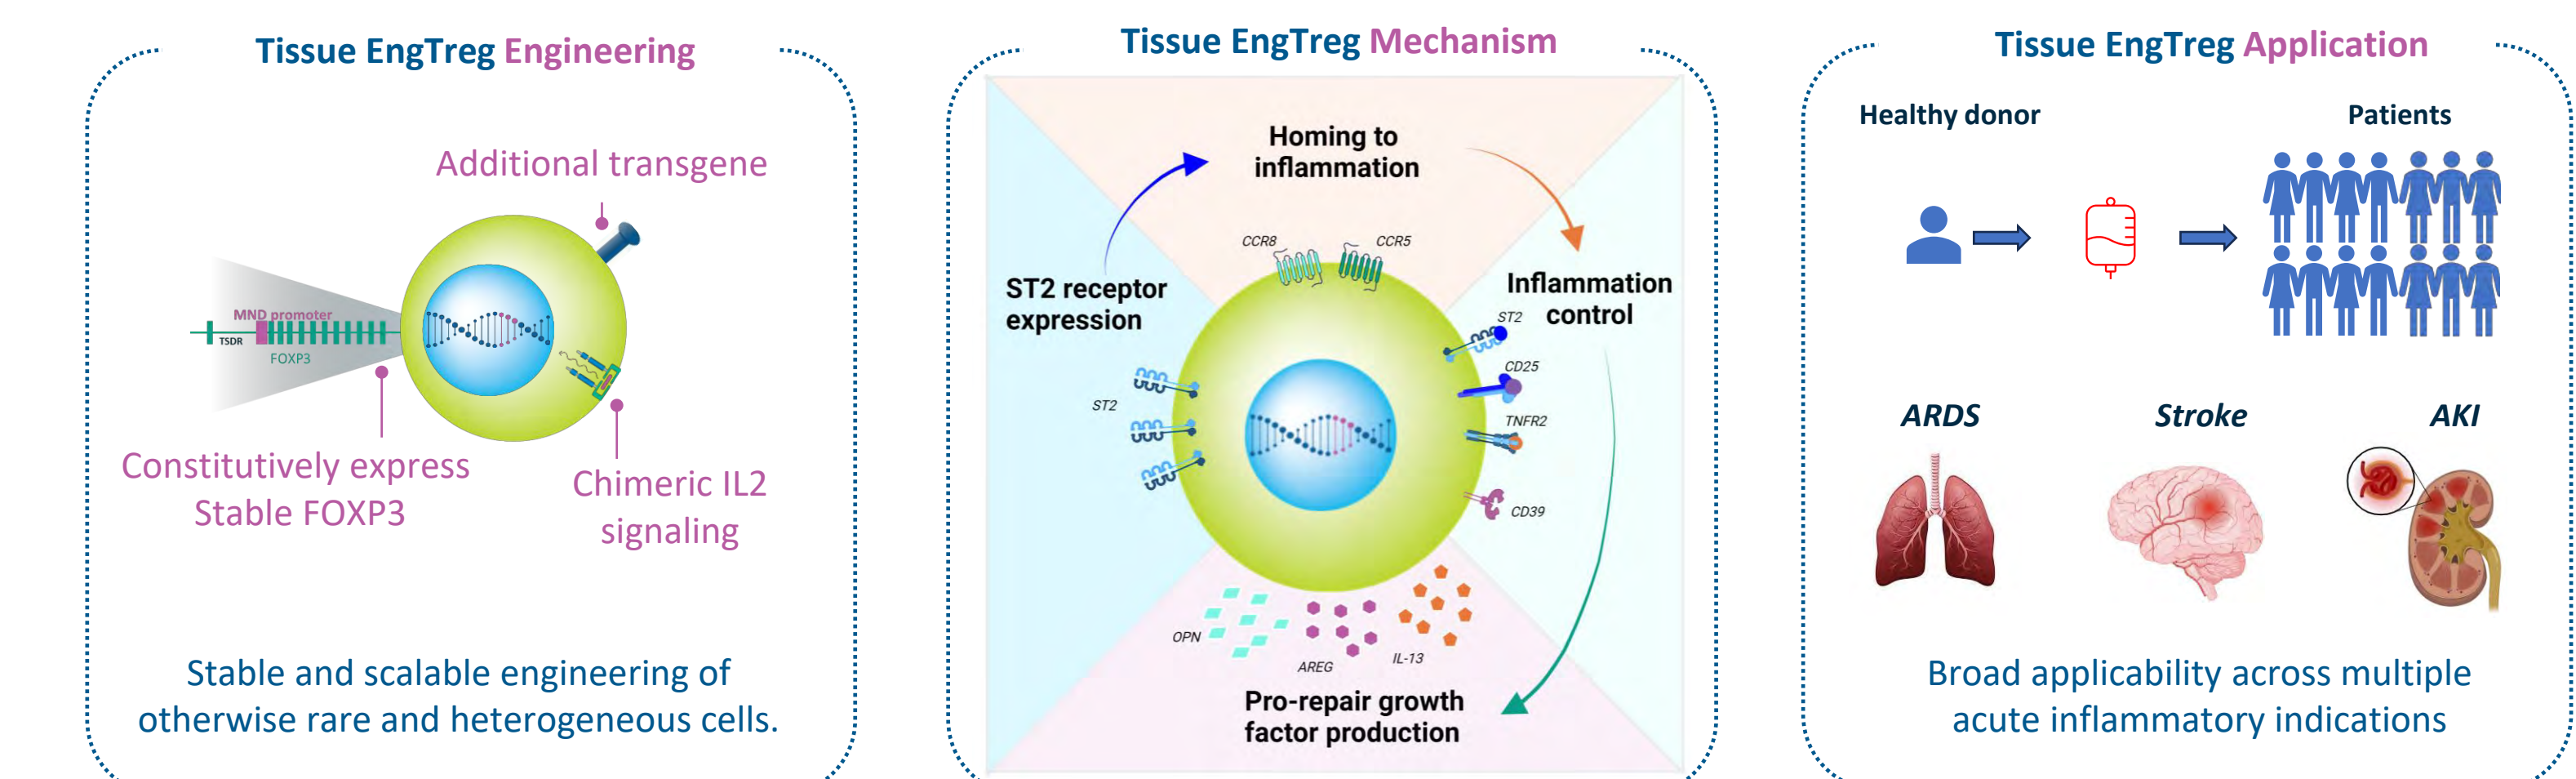 Tissue EngTreg Engineering
Additional transgene
MND promoter
TSDR
FOXP3
Constitutively express
Stable FOXP3
Chimeric IL2
signaling
Stable and scalable engineering of
otherwise rare and heterogeneous cells.
Tissue EngTreg Mechanism
Homing to
inflammation
CCR8
CCR5
ST2 receptor
expression
Inflammation
control
ST2
ST2
CD25
TNFR2
CD39
OPN
AREG
IL-13
Pro-repair growth
factor production
Tissue EngTreg Application
Healthy donor
Patients
ARDS
Stroke
AKI
Broad applicability across multiple
acute inflammatory indications